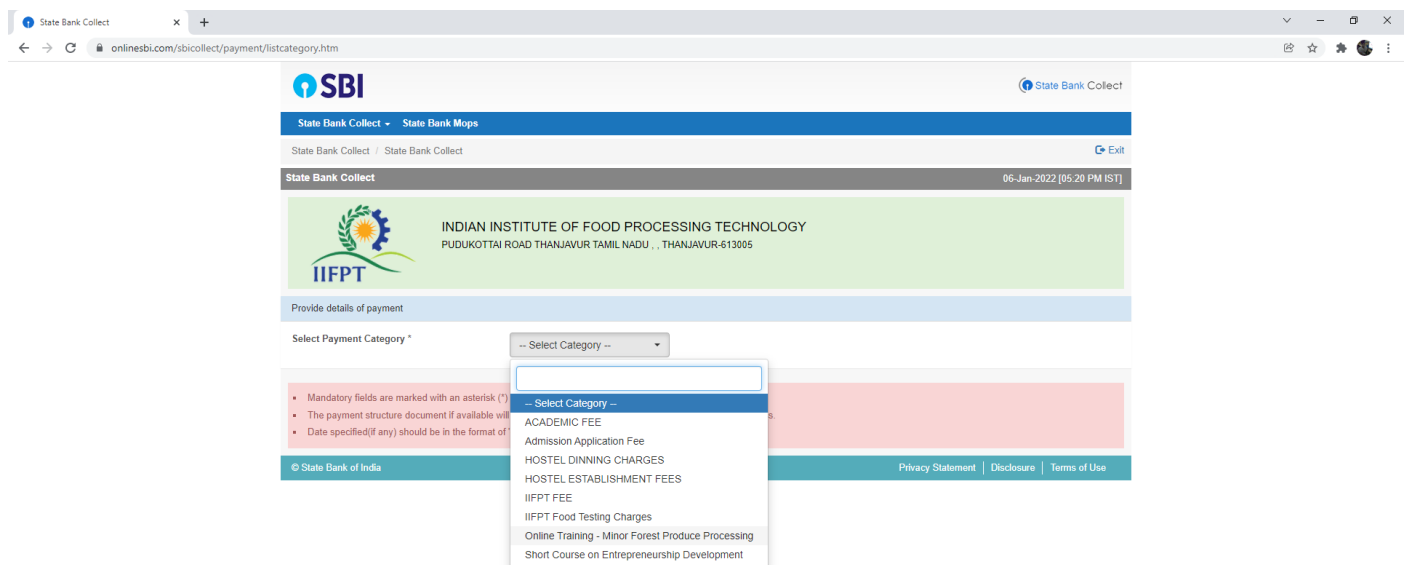 State Bank Collect
onlinesbi.com/sbicollect/payment/listcategory.htm
SBI
State Bank Collect
State Bank Collect State Bank Mops
State Bank Collect / State Bank Collect
Exit
State Bank Collect
06-Jan-2022 [05:20 PM IST]
INDIAN INSTITUTE OF FOOD PROCESSING TECHNOLOGY
PUDUKOTTAI ROAD THANJAVUR TAMIL NADU , , THANJAVUR-613005
IIFPT
Provide details of payment
Select Payment Category *
-- Select Category --
Mandatory fields are marked with an asterisk (*)
-- Select Category --
The payment structure document if available will
s.
ACADEMIC FEE
Date specified(if any) should be in the format of
Admission Application Fee
HOSTEL DINNING CHARGES
© State Bank of India
Privacy Statement | Disclosure | Terms of Use
HOSTEL ESTABLISHMENT FEES
IIFPT FEE
IIFPT Food Testing Charges
Online Training - Minor Forest Produce Processing
Short Course on Entrepreneurship Development